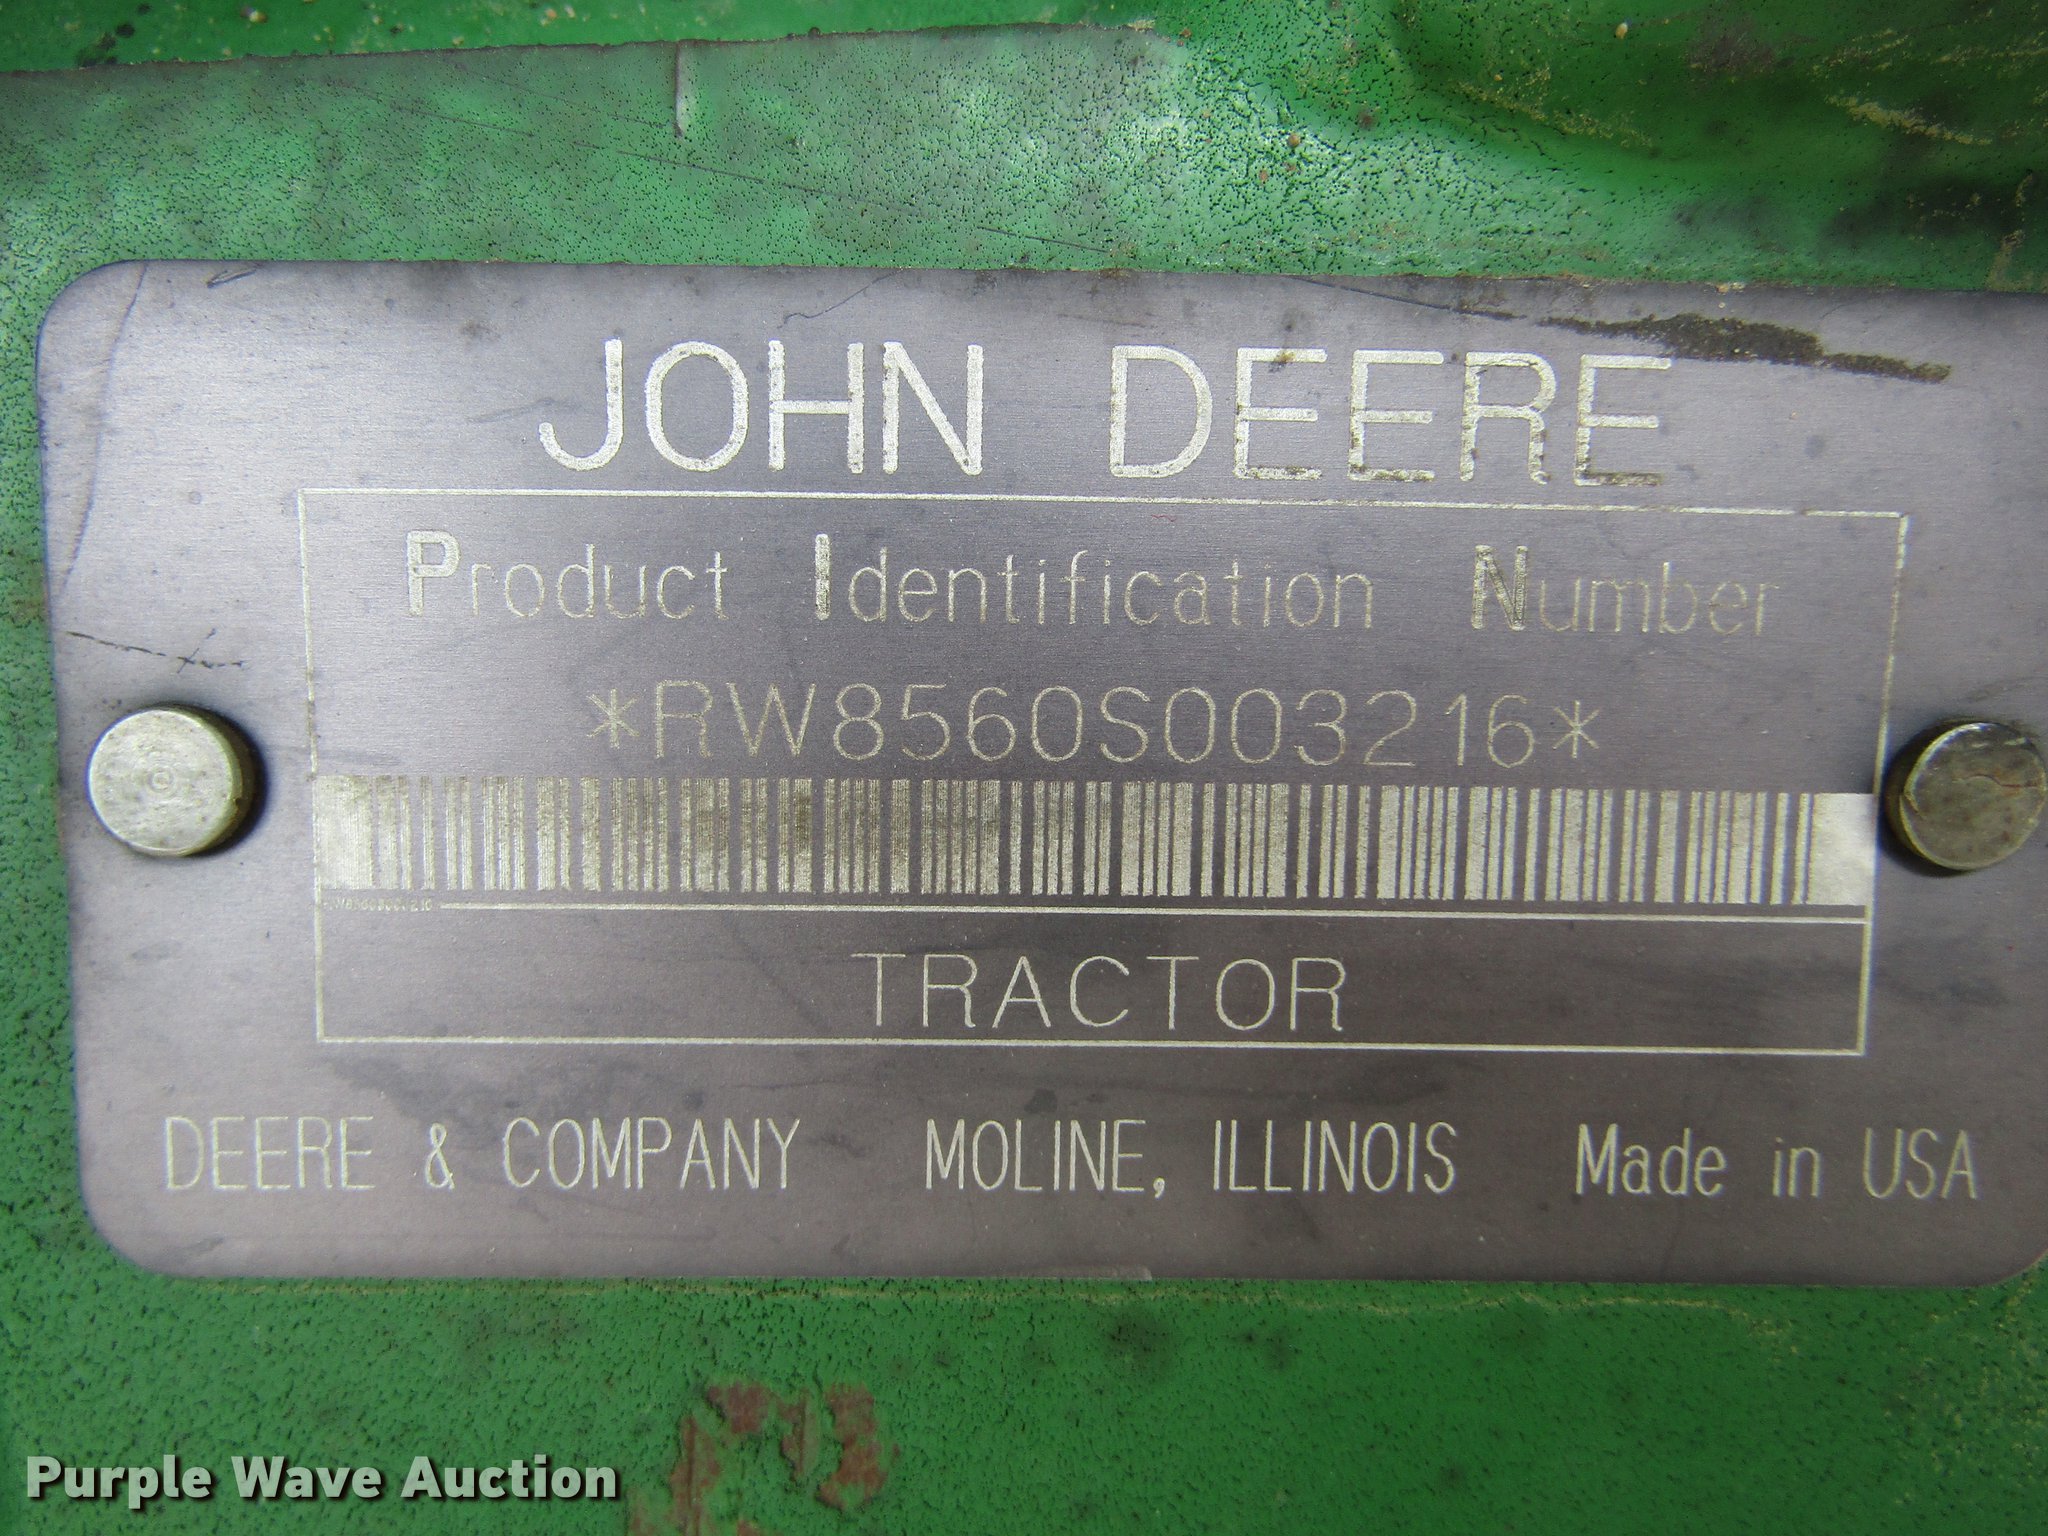 JOHN DEERE
Product Identification Number
*RW8560S003216*
TRACTOR
DEERE & COMPANY MOLINE, ILLINOIS Made in USA
Purple Wave Auction